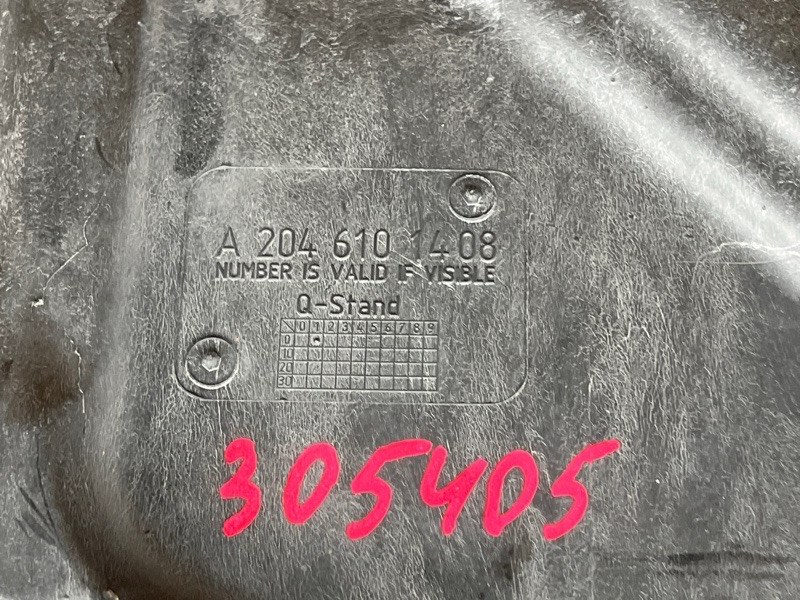 A 204 610 1408
NUMBER IS VALID IF VISIBLE
Q-Stand
0 1 2 3 4 5 6 7 8 9
0
10
20
30
305405